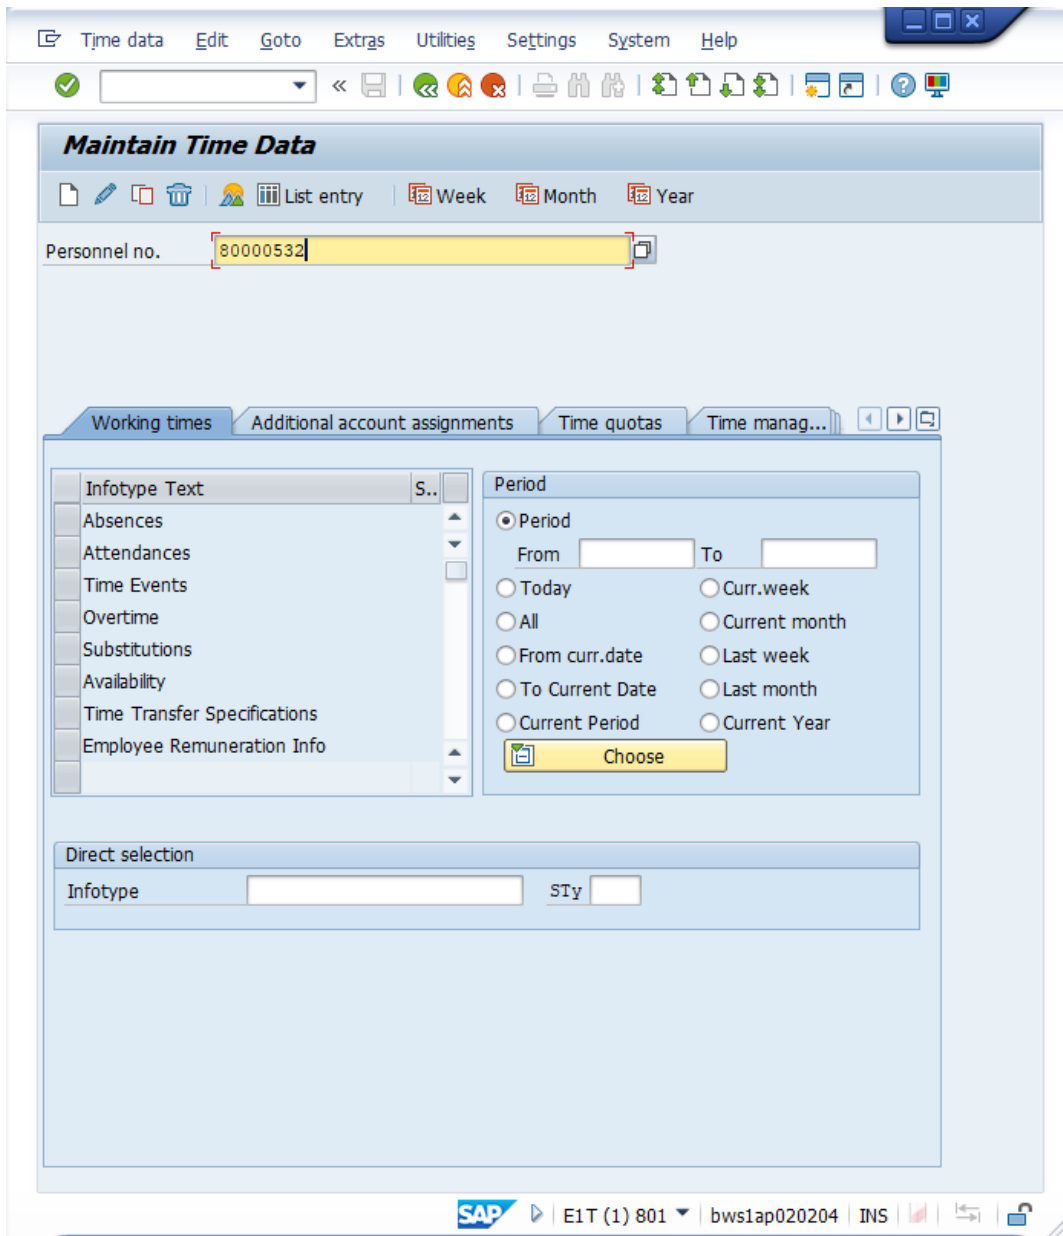 Time data Edit Goto Extras Utilities Settings System Help
Maintain Time Data
List entry Week Month Year
Personnel no. 80000532
Working times Additional account assignments Time quotas Time manag...
Infotype Text S..
Absences
Attendances
Time Events
Overtime
Substitutions
Availability
Time Transfer Specifications
Employee Remuneration Info
Period
Period
From To
Today Curr.week
All Current month
From curr.date Last week
To Current Date Last month
Current Period Current Year
Choose
Direct selection
Infotype STy
SAP E1T (1) 801 bws1ap020204 INS